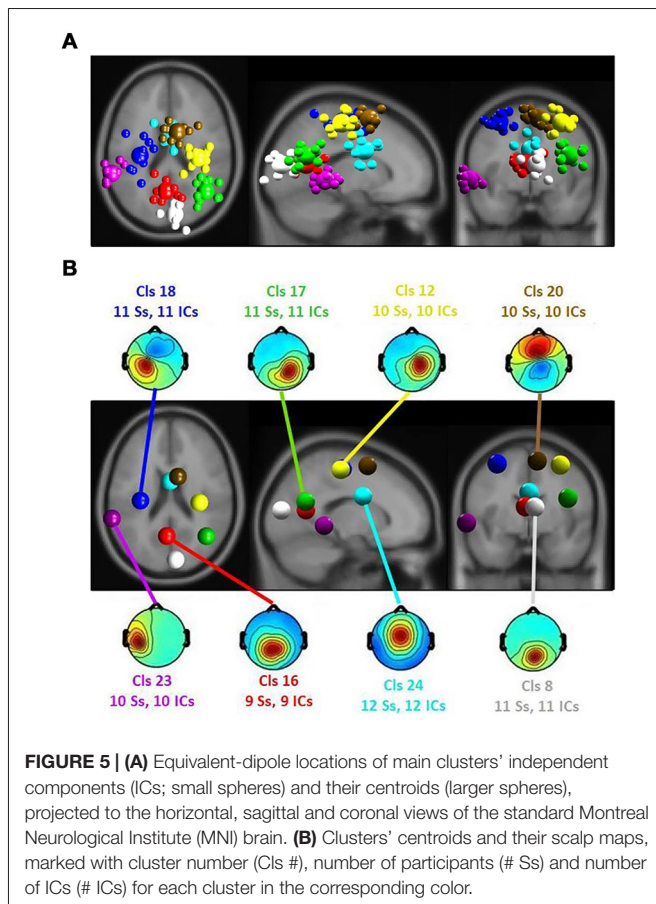 A
B
Cls 18
11 Ss, 11 ICs
Cls 17
11 Ss, 11 ICs
Cls 12
10 Ss, 10 ICs
Cls 20
10 Ss, 10 ICs
Cls 23
10 Ss, 10 ICs
Cls 16
9 Ss, 9 ICs
Cls 24
12 Ss, 12 ICs
Cls 8
11 Ss, 11 ICs
FIGURE 5 | (A) Equivalent-dipole locations of main clusters' independent
components (ICs; small spheres) and their centroids (larger spheres),
projected to the horizontal, sagittal and coronal views of the standard Montreal
Neurological Institute (MNI) brain. (B) Clusters' centroids and their scalp maps,
marked with cluster number (Cls #), number of participants (# Ss) and number
of ICs (# ICs) for each cluster in the corresponding color.